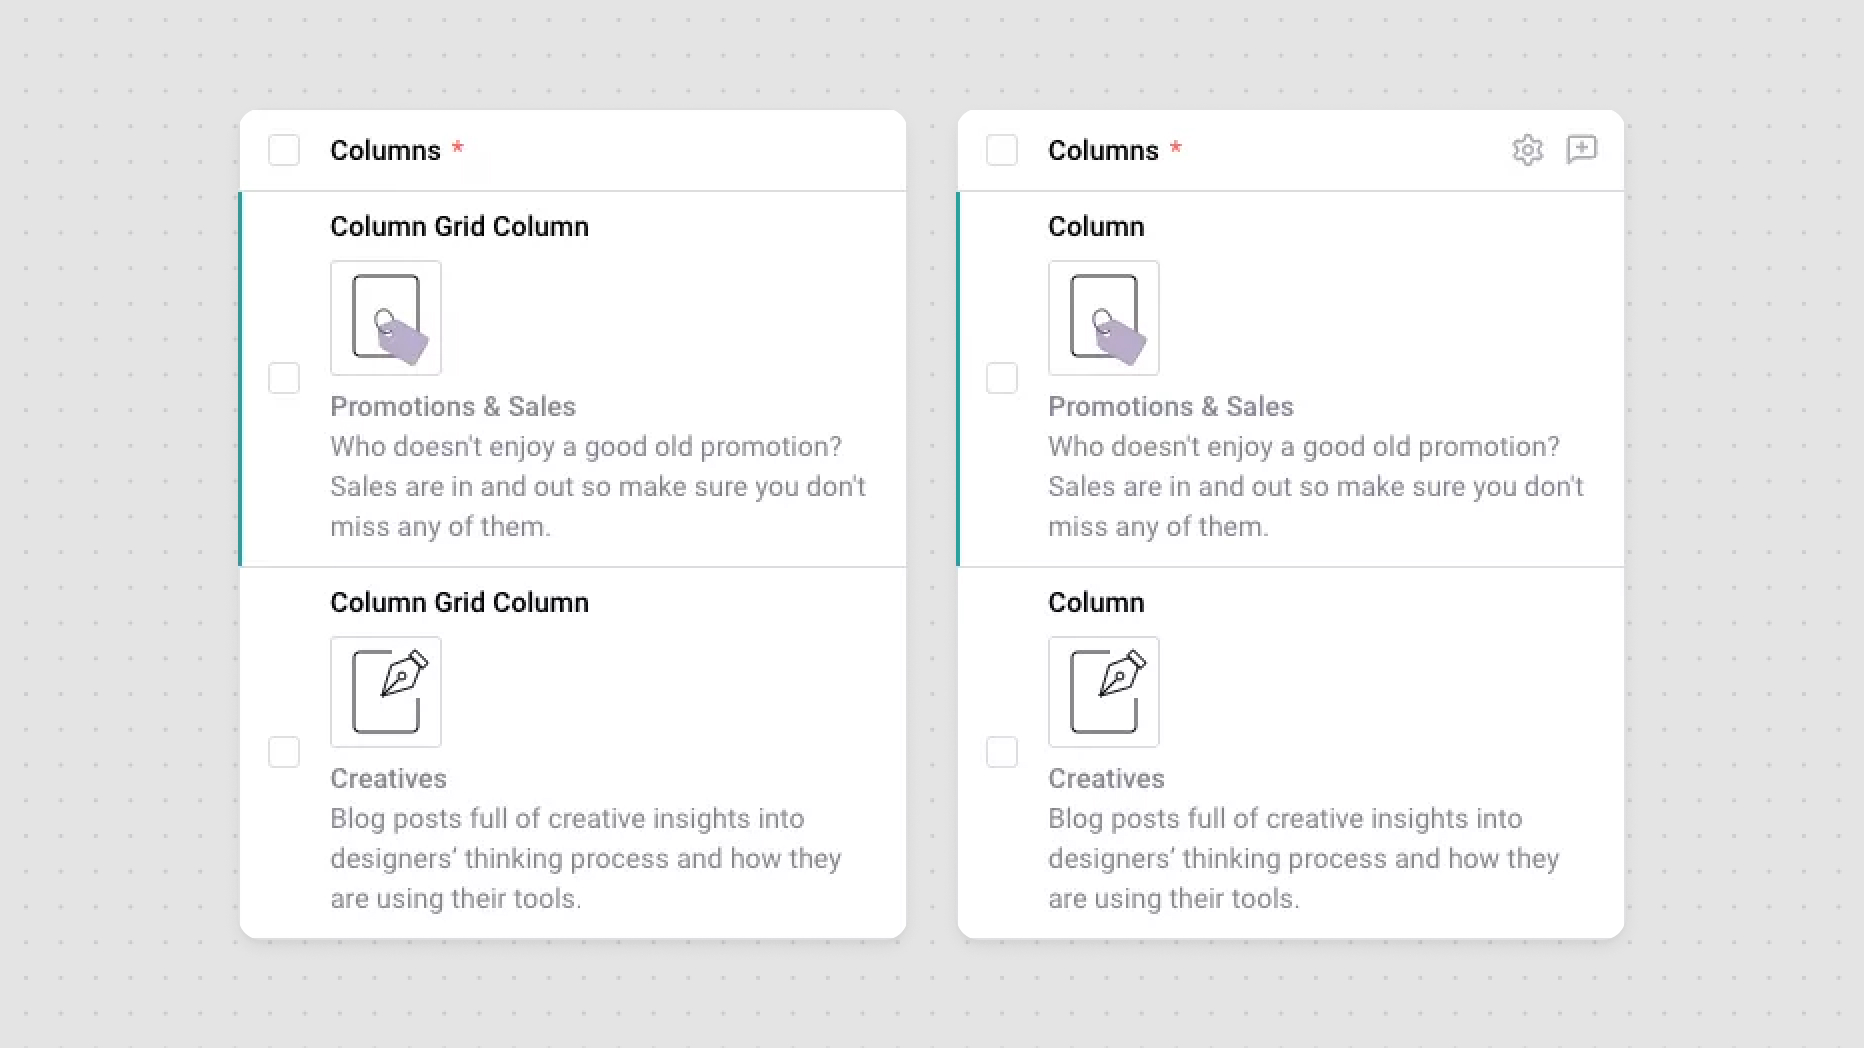 Columns *
Column Grid Column
Promotions & Sales
Who doesn't enjoy a good old promotion?
Sales are in and out so make sure you don't
miss any of them.
Column Grid Column
Creatives
Blog posts full of creative insights into
designers’ thinking process and how they
are using their tools.
Columns *
Column
Promotions & Sales
Who doesn't enjoy a good old promotion?
Sales are in and out so make sure you don't
miss any of them.
Column
Creatives
Blog posts full of creative insights into
designers’ thinking process and how they
are using their tools.